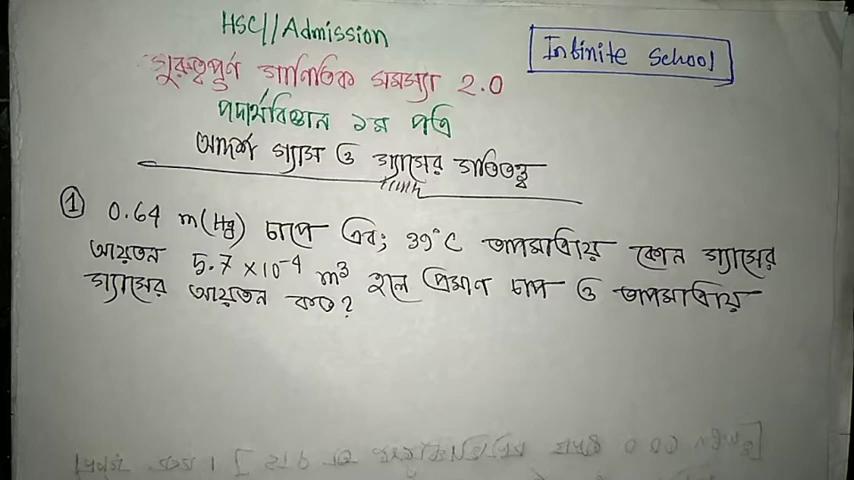 HSC//Admission
Infinite School
গুরুত্বপূর্ণ গাণিতিক সমস্যা 2.0
পদার্থবিজ্ঞান ১ম পত্র
আদর্শ গ্যাস ও গ্যাসের গতিতত্ত্ব
① 0.64 m(Hg) চাপে এবং 39°C তাপমাত্রায় কোন গ্যাসের
আয়তন 5.7 × 10⁻⁴ m³ হলে প্রমাণ চাপ ও তাপমাত্রায়
গ্যাসের আয়তন কত?